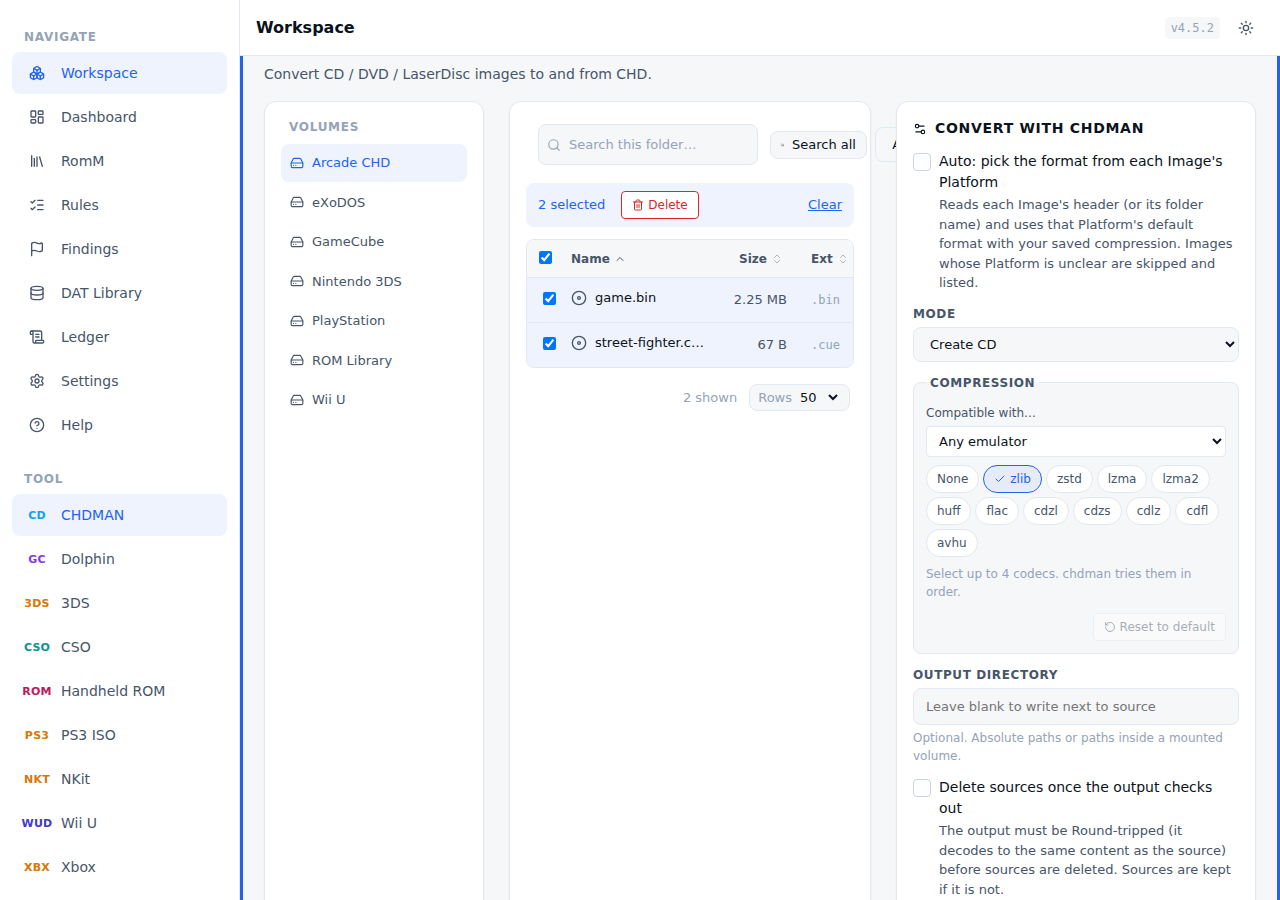 NAVIGATE
Workspace
Dashboard
RomM
Rules
Findings
DAT Library
Ledger
Settings
Help
TOOL
CD CHDMAN
GC Dolphin
3DS 3DS
CSO CSO
ROM Handheld ROM
PS3 PS3 ISO
NKT NKit
WUD Wii U
XBX Xbox
Workspace
v4.5.2
Convert CD / DVD / LaserDisc images to and from CHD.
VOLUMES
Arcade CHD
eXoDOS
GameCube
Nintendo 3DS
PlayStation
ROM Library
Wii U
Search this folder…
Search all
2 selected
Delete
Clear
Name
Size
Ext
game.bin
2.25 MB
.bin
street-fighter.c…
67 B
.cue
2 shown
Rows 50
CONVERT WITH CHDMAN
Auto: pick the format from each Image's
Platform
Reads each Image's header (or its folder
name) and uses that Platform's default
format with your saved compression. Images
whose Platform is unclear are skipped and
listed.
MODE
Create CD
COMPRESSION
Compatible with…
Any emulator
None
zlib
zstd
lzma
lzma2
huff
flac
cdzl
cdzs
cdlz
cdfl
avhu
Select up to 4 codecs. chdman tries them in
order.
Reset to default
OUTPUT DIRECTORY
Leave blank to write next to source
Optional. Absolute paths or paths inside a mounted
volume.
Delete sources once the output checks
out
The output must be Round-tripped (it
decodes to the same content as the source)
before sources are deleted. Sources are kept
if it is not.